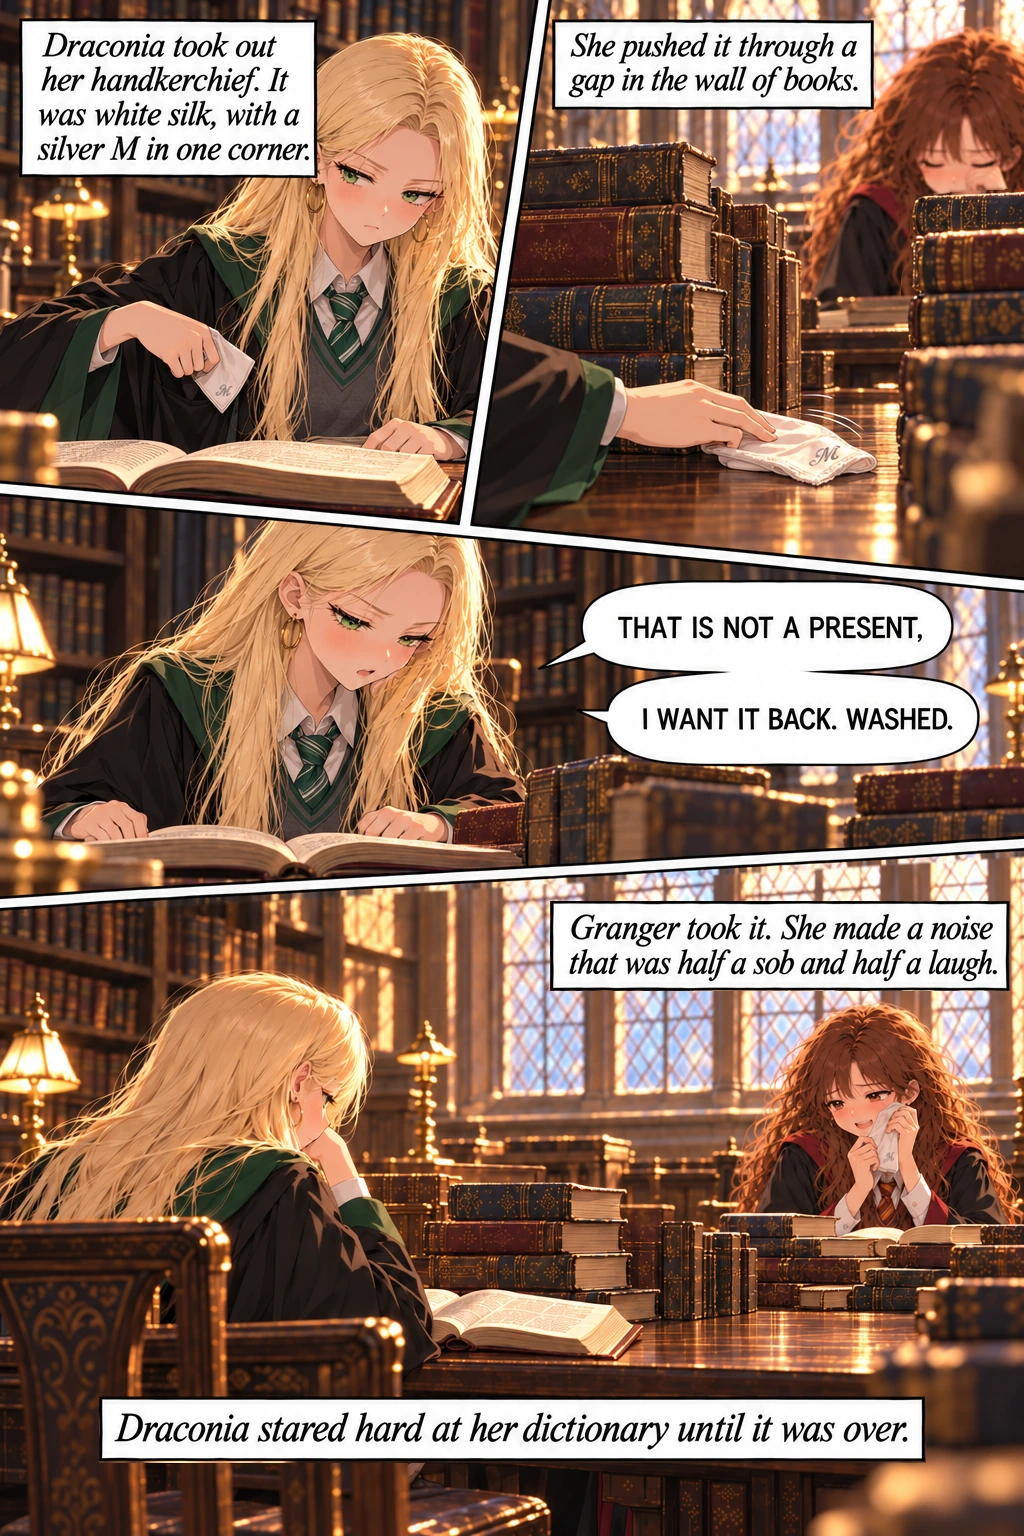 Draconia took out
her handkerchief. It
was white silk, with a
silver M in one corner.
She pushed it through a
gap in the wall of books.
M
M
THAT IS NOT A PRESENT,
I WANT IT BACK. WASHED.
Granger took it. She made a noise
that was half a sob and half a laugh.
M
Draconia stared hard at her dictionary until it was over.